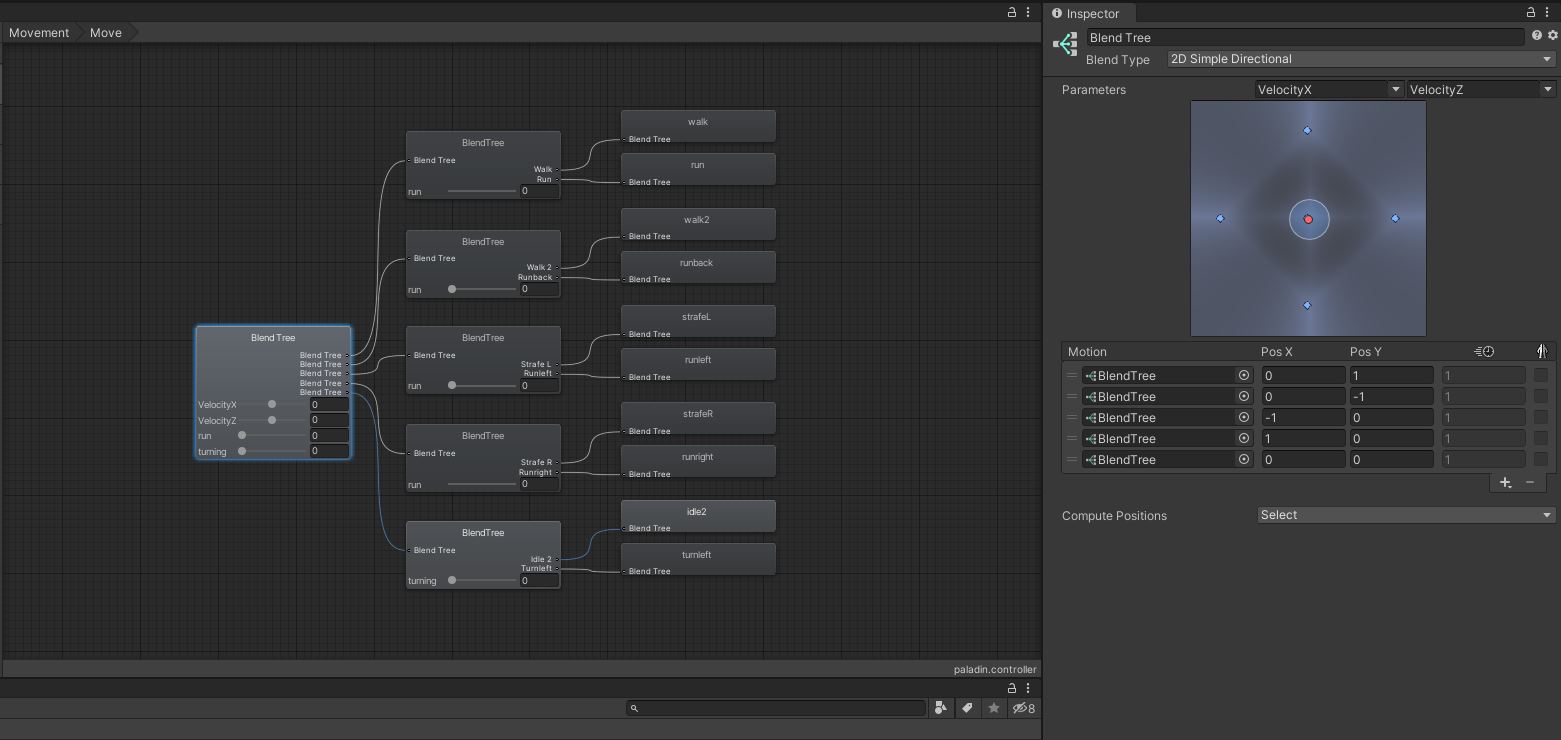 Movement Move
BlendTree
Blend Tree
Walk
Run
run 0
walk
Blend Tree
run
Blend Tree
BlendTree
Blend Tree
Walk 2
Runback
run 0
walk2
Blend Tree
runback
Blend Tree
Blend Tree
Blend Tree
Blend Tree
Blend Tree
Blend Tree
Blend Tree
VelocityX 0
VelocityZ 0
run 0
turning 0
BlendTree
Blend Tree
Strafe L
Runleft
run 0
strafeL
Blend Tree
runleft
Blend Tree
BlendTree
Blend Tree
Strafe R
Runright
run 0
strafeR
Blend Tree
runright
Blend Tree
BlendTree
Blend Tree
Idle 2
Turnleft
turning 0
idle2
Blend Tree
turnleft
Blend Tree
paladin.controller
8
Inspector
Blend Tree
Blend Type 2D Simple Directional
Parameters VelocityX VelocityZ
Motion Pos X Pos Y
BlendTree 0 1 1
BlendTree 0 -1 1
BlendTree -1 0 1
BlendTree 1 0 1
BlendTree 0 0 1
Compute Positions Select